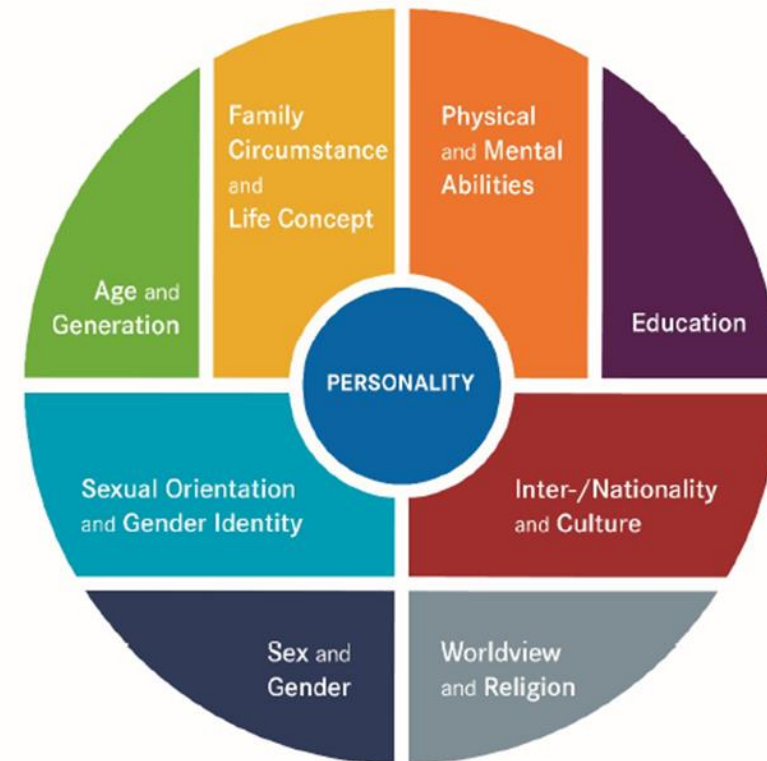 Family
Circumstance
and
Life Concept
Physical
and Mental
Abilities
Age and
Generation
Education
PERSONALITY
Sexual Orientation
and Gender Identity
Inter-/Nationality
and Culture
Sex and
Gender
Worldview
and Religion